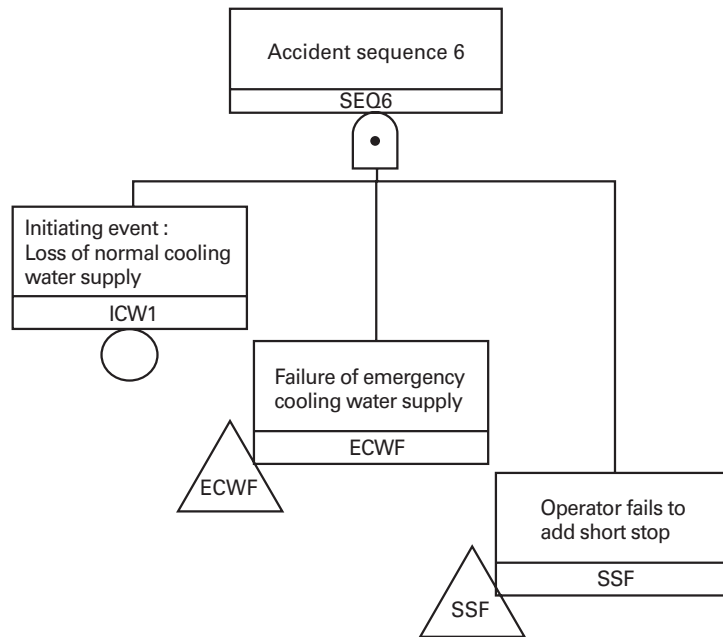 Accident sequence 6
SEQ6
Initiating event :
Loss of normal cooling
water supply
ICW1
Failure of emergency
cooling water supply
ECWF
ECWF
Operator fails to
add short stop
SSF
SSF